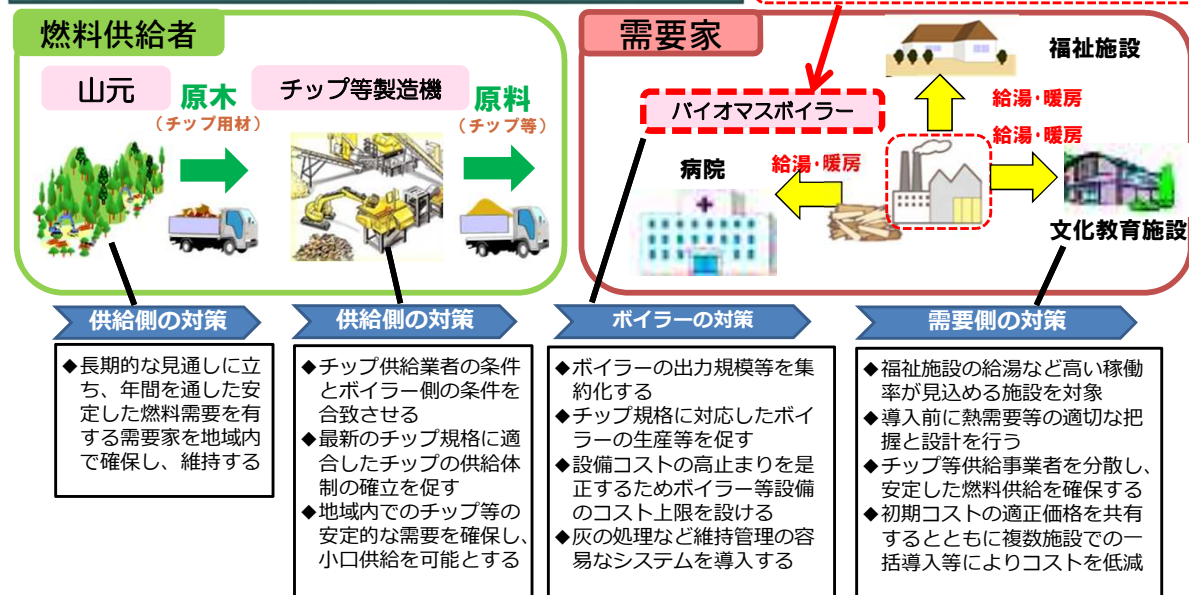 燃料供給者
山元
原木
（チップ用材）
チップ等製造機
原料
（チップ等）
需要家
バイオマスボイラー
福祉施設
給湯・暖房
給湯・暖房
病院
給湯・暖房
文化教育施設
供給側の対策
◆長期的な見通しに立
ち、年間を通した安
定した燃料需要を有
する需要家を地域内
で確保し、維持する
供給側の対策
◆チップ供給業者の条件
とボイラー側の条件を
合致させる
◆最新のチップ規格に適
合したチップの供給体
制の確立を促す
◆地域内でのチップ等の
安定的な需要を確保し、
小口供給を可能とする
ボイラーの対策
◆ボイラーの出力規模等を集
約化する
◆チップ規格に対応したボイ
ラーの生産等を促す
◆設備コストの高止まりを是
正するためボイラー等設備
のコスト上限を設ける
◆灰の処理など維持管理の容
易なシステムを導入する
需要側の対策
◆福祉施設の給湯など高い稼働
率が見込める施設を対象
◆導入前に熱需要等の適切な把
握と設計を行う
◆チップ等供給事業者を分散し、
安定した燃料供給を確保する
◆初期コストの適正価格を共有
するとともに複数施設での一
括導入等によりコストを低減